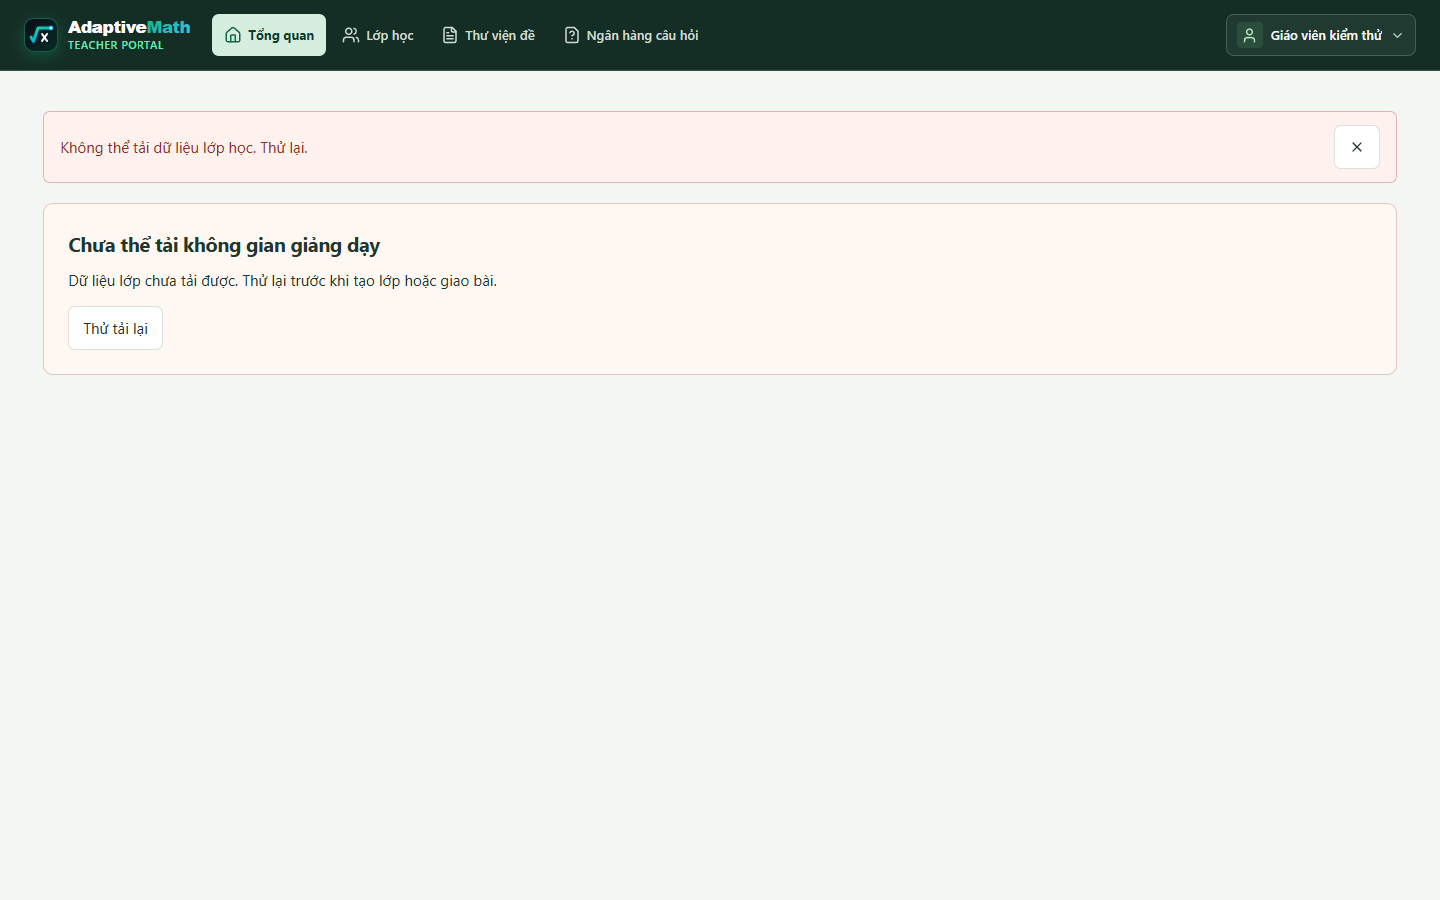 AdaptiveMath
TEACHER PORTAL
Tổng quan
Lớp học
Thư viện đề
Ngân hàng câu hỏi
Giáo viên kiểm thử
Không thể tải dữ liệu lớp học. Thử lại.
Chưa thể tải không gian giảng dạy
Dữ liệu lớp chưa tải được. Thử lại trước khi tạo lớp hoặc giao bài.
Thử tải lại